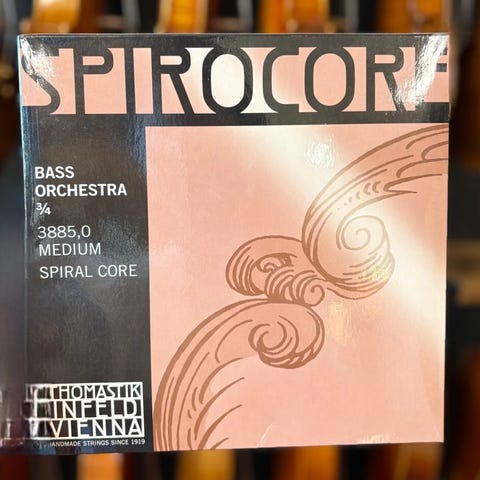 SPIROCORE
BASS
ORCHESTRA
¾
3885,0
MEDIUM
SPIRAL CORE
THOMASTIK
INFELD
VIENNA
HANDMADE STRINGS SINCE 1919